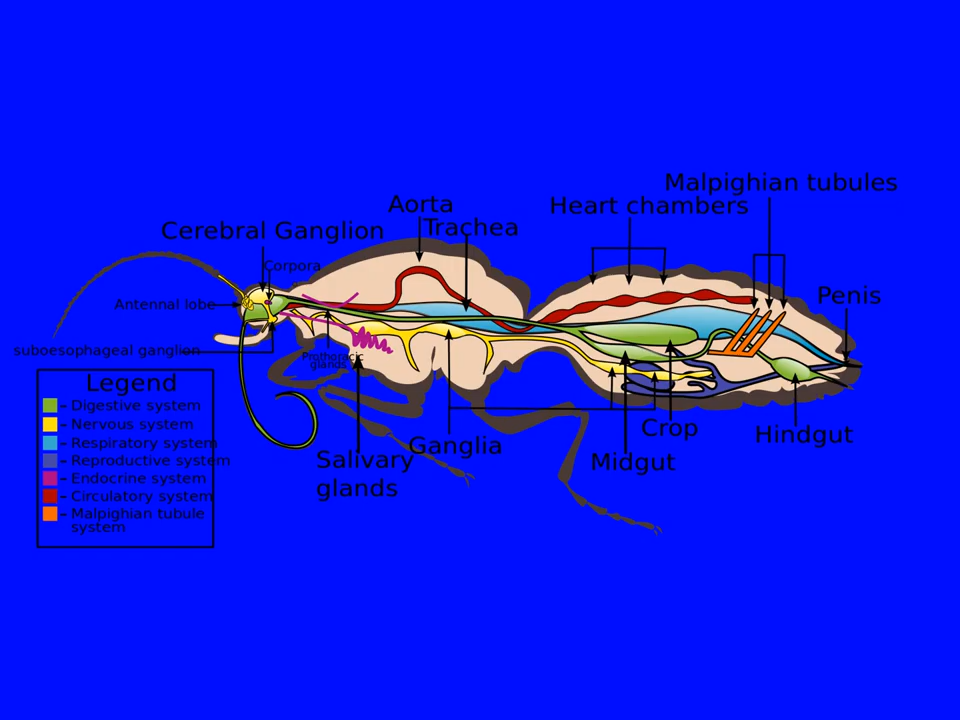 Malpighian tubules
Aorta
Heart chambers
Trachea
Cerebral Ganglion
Corpora
Penis
Antennal lobe
suboesophageal ganglion
Prothoracic
glands
Legend
– Digestive system
– Nervous system
– Respiratory system
– Reproductive system
– Endocrine system
– Circulatory system
– Malpighian tubule
system
Crop
Hindgut
Ganglia
Salivary
glands
Midgut